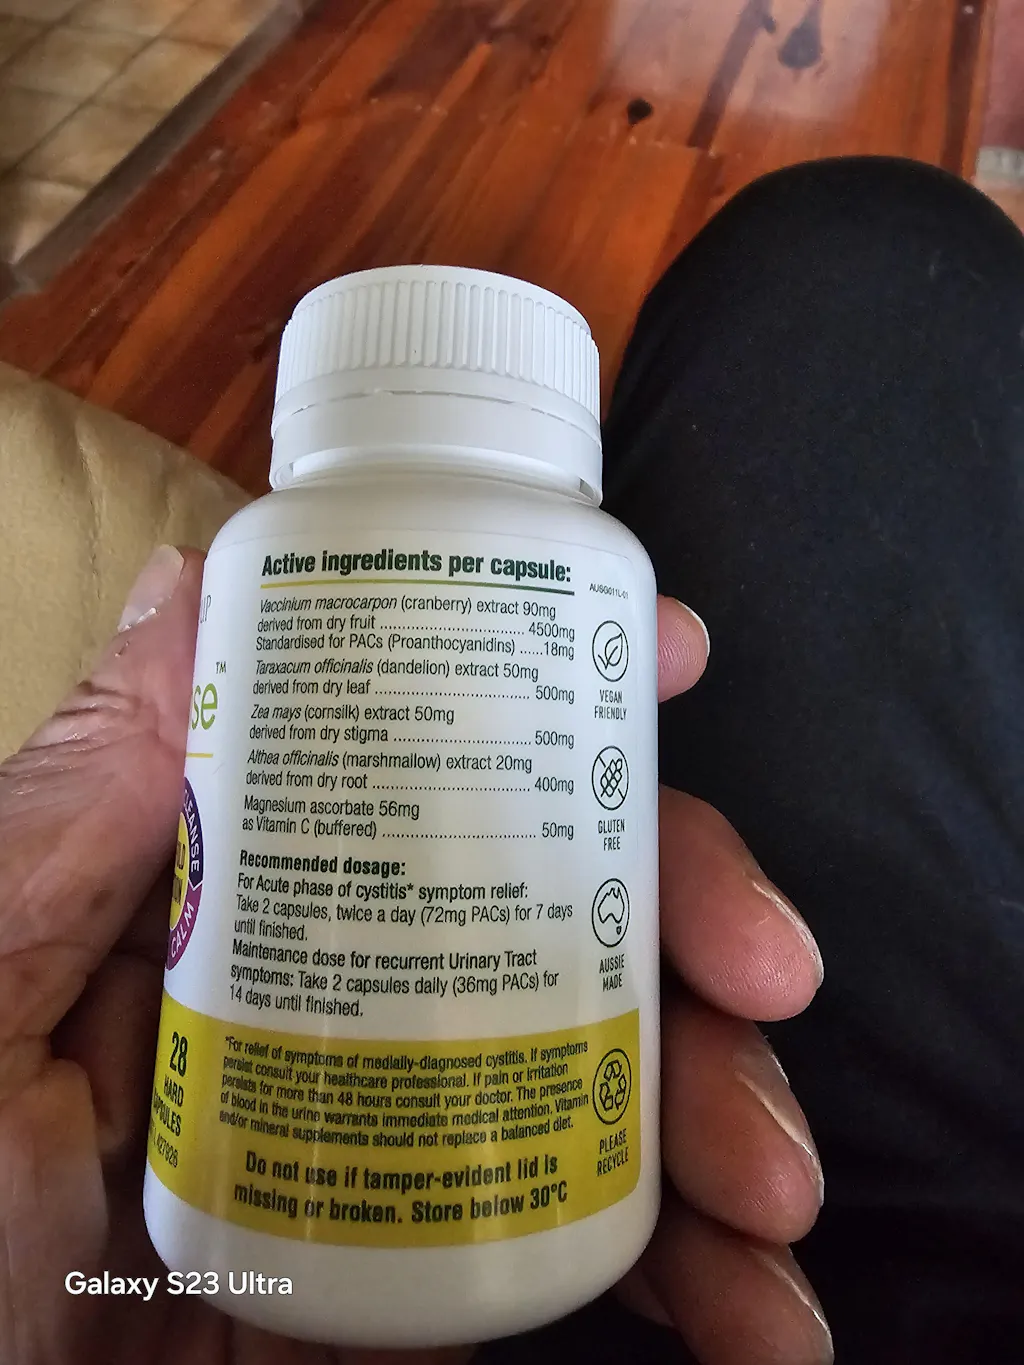 Active ingredients per capsule:
AUSG011L-01
Vaccinium macrocarpon (cranberry) extract 90mg
derived from dry fruit ................................ 4500mg
Standardised for PACs (Proanthocyanidins) ......18mg
Taraxacum officinalis (dandelion) extract 50mg
derived from dry leaf .................................. 500mg
Zea mays (cornsilk) extract 50mg
derived from dry stigma .............................. 500mg
Althea officinalis (marshmallow) extract 20mg
derived from dry root .................................. 400mg
Magnesium ascorbate 56mg
as Vitamin C (buffered) ................................. 50mg
Recommended dosage:
For Acute phase of cystitis* symptom relief:
Take 2 capsules, twice a day (72mg PACs) for 7 days
until finished.
Maintenance dose for recurrent Urinary Tract
symptoms: Take 2 capsules daily (36mg PACs) for
14 days until finished.
*For relief of symptoms of medially-diagnosed cystitis. If symptoms
persist consult your healthcare professional. If pain or irritation
persists for more than 48 hours consult your doctor. The presence
of blood in the urine warrants immediate medical attention. Vitamin
and/or mineral supplements should not replace a balanced diet.
Do not use if tamper-evident lid is
missing or broken. Store below 30°C
VEGAN
FRIENDLY
GLUTEN
FREE
AUSSIE
MADE
PLEASE
RECYCLE
se™
CLEANSE
CALM
28
HARD
Galaxy S23 Ultra